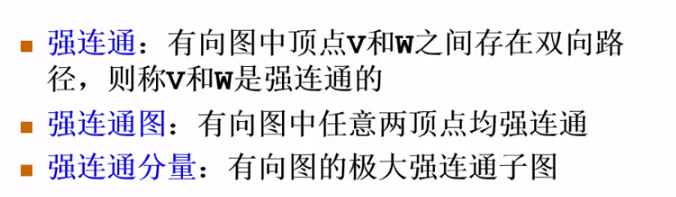 强连通：有向图中顶点V和W之间存在双向路
径，则称V和W是强连通的
强连通图：有向图中任意两顶点均强连通
强连通分量：有向图的极大强连通子图